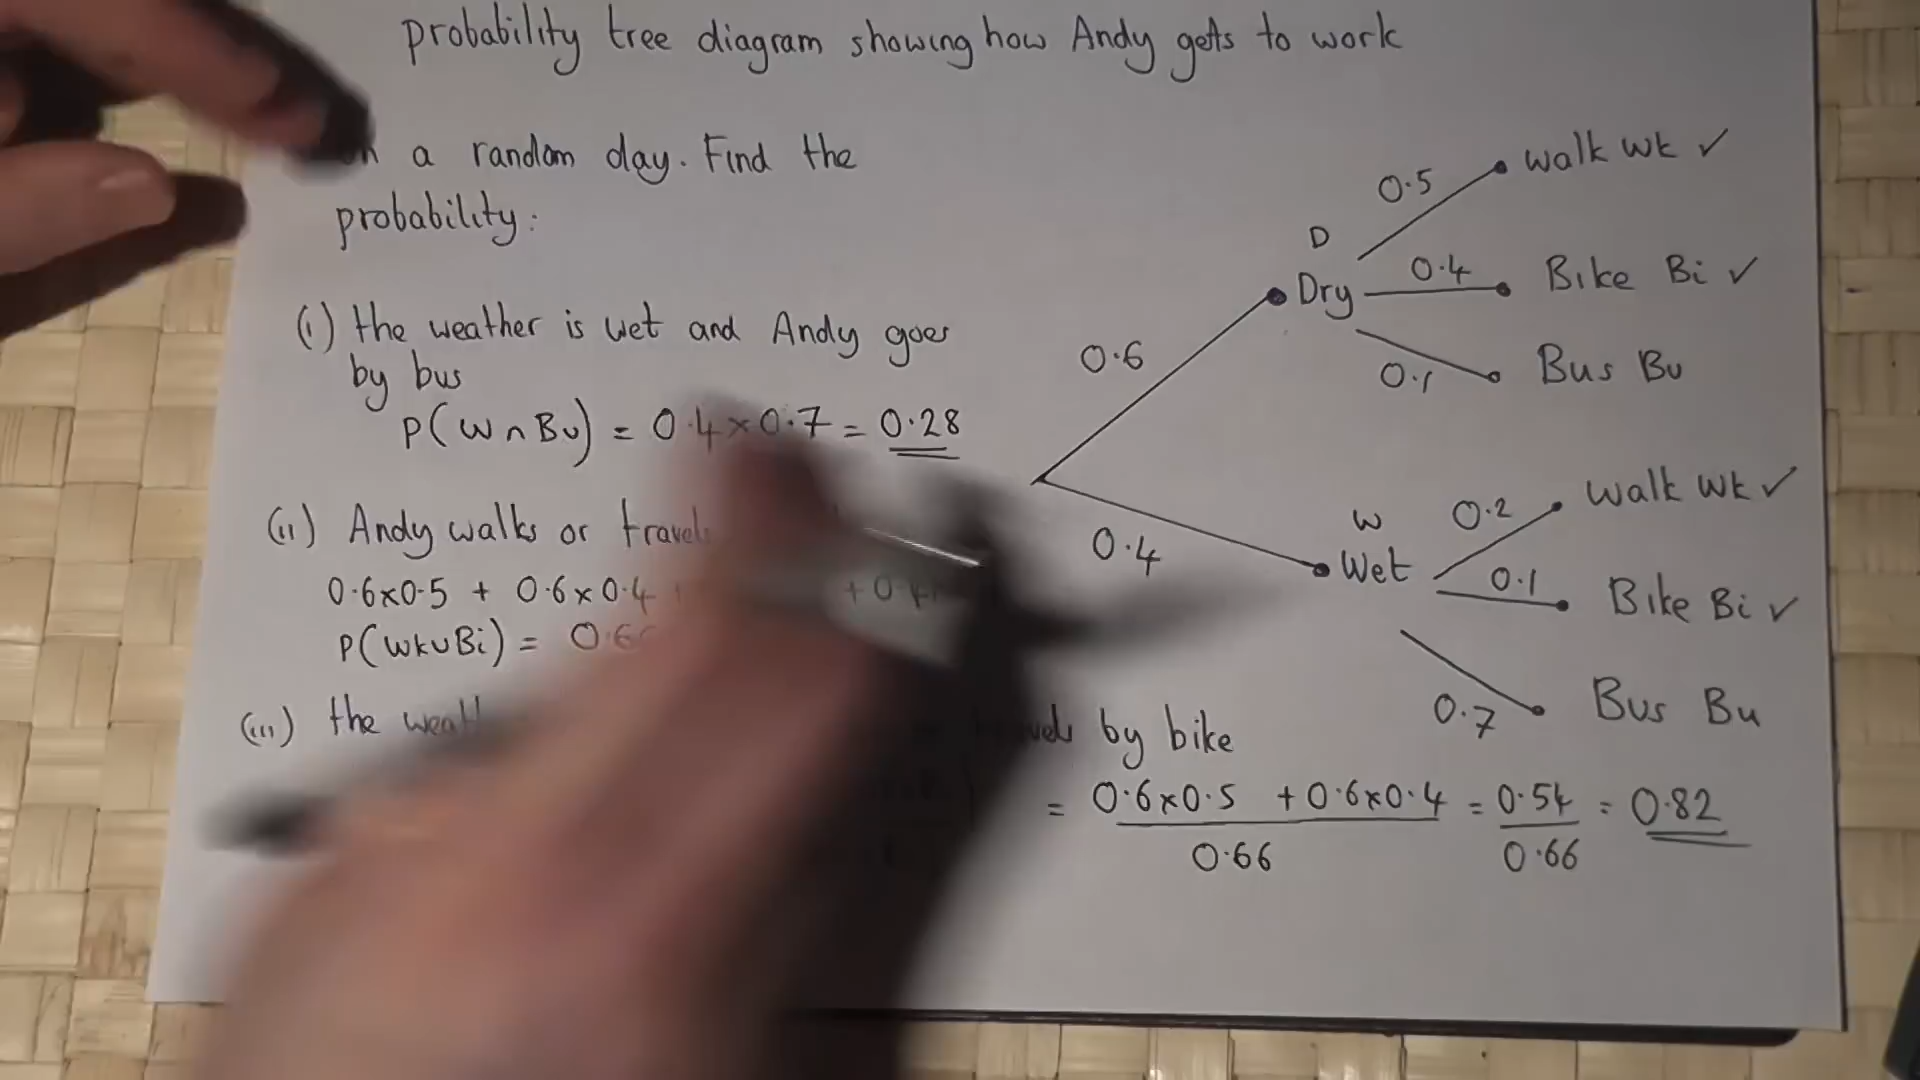 probability tree diagram showing how Andy gets to work
a random day. Find the
probability:
(i) the weather is wet and Andy goes
by bus
P(W ∩ Bu) = 0.4 × 0.7 = 0.28
(ii) Andy walks or
0.6×0.5 + 0.6×0.4
P(Wk∪Bi) =
(iii) the by bike
= 0.6×0.5 + 0.6×0.4 = 0.54 = 0.82
0.66 0.66
0.5 Walk Wk ✓
D
Dry 0.4 Bike Bi ✓
0.6
0.1 Bus Bu
0.4
W 0.2 Walk Wk ✓
Wet 0.1 Bike Bi ✓
0.7 Bus Bu